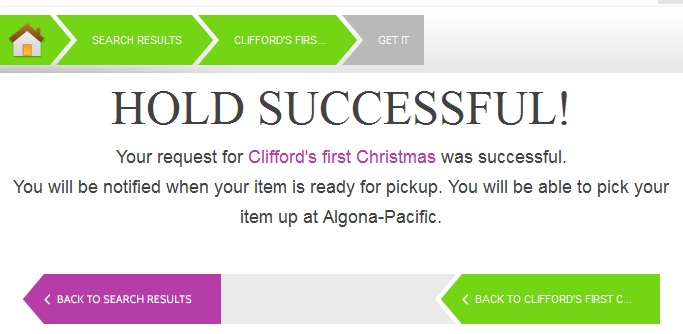 SEARCH RESULTS
CLIFFORD'S FIRS...
GET IT
HOLD SUCCESSFUL!
Your request for Clifford's first Christmas was successful.
You will be notified when your item is ready for pickup. You will be able to pick your
item up at Algona-Pacific.
BACK TO SEARCH RESULTS
BACK TO CLIFFORD'S FIRST C...